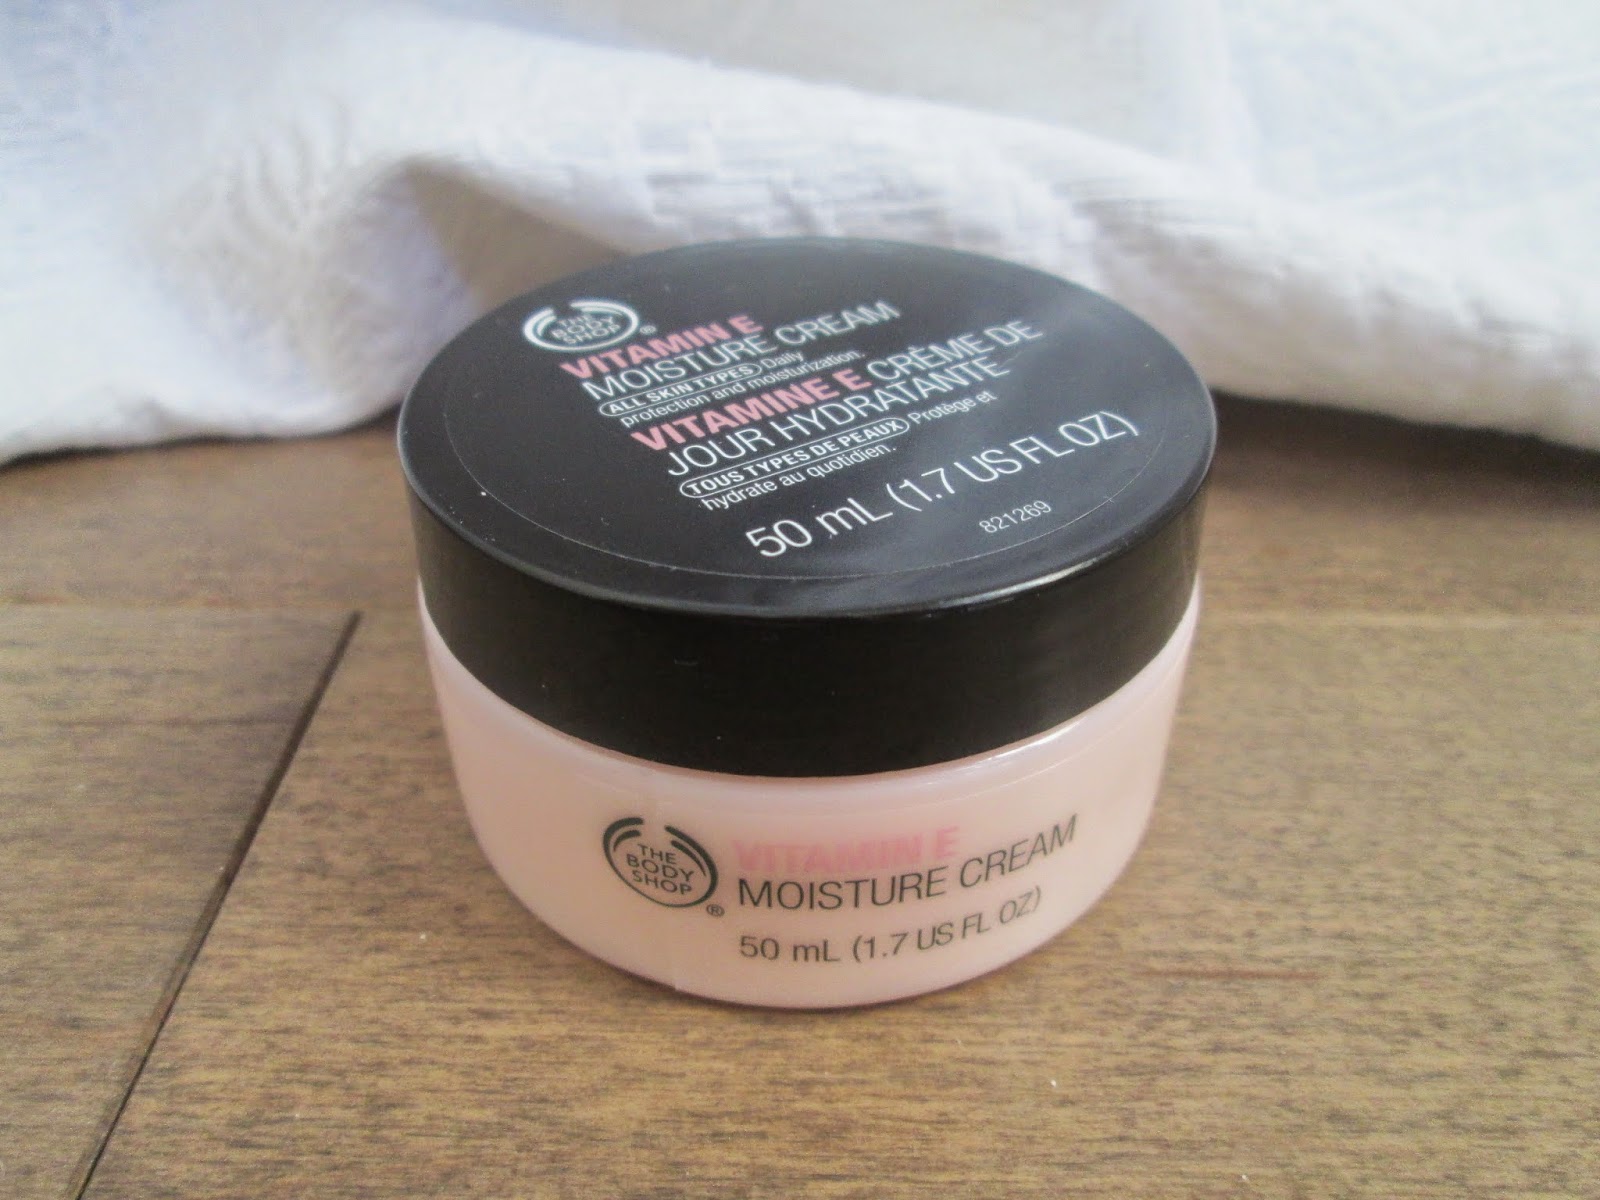 THE
BODY
SHOP®
VITAMIN E
MOISTURE CREAM
ALL SKIN TYPES Daily
protection and moisturization.
VITAMINE E CRÈME DE
JOUR HYDRATANTE
TOUS TYPES DE PEAUX Protège et
hydrate au quotidien.
50 mL (1.7 US FL OZ)
821269
THE
BODY
SHOP®
VITAMIN E
MOISTURE CREAM
50 mL (1.7 US FL OZ)